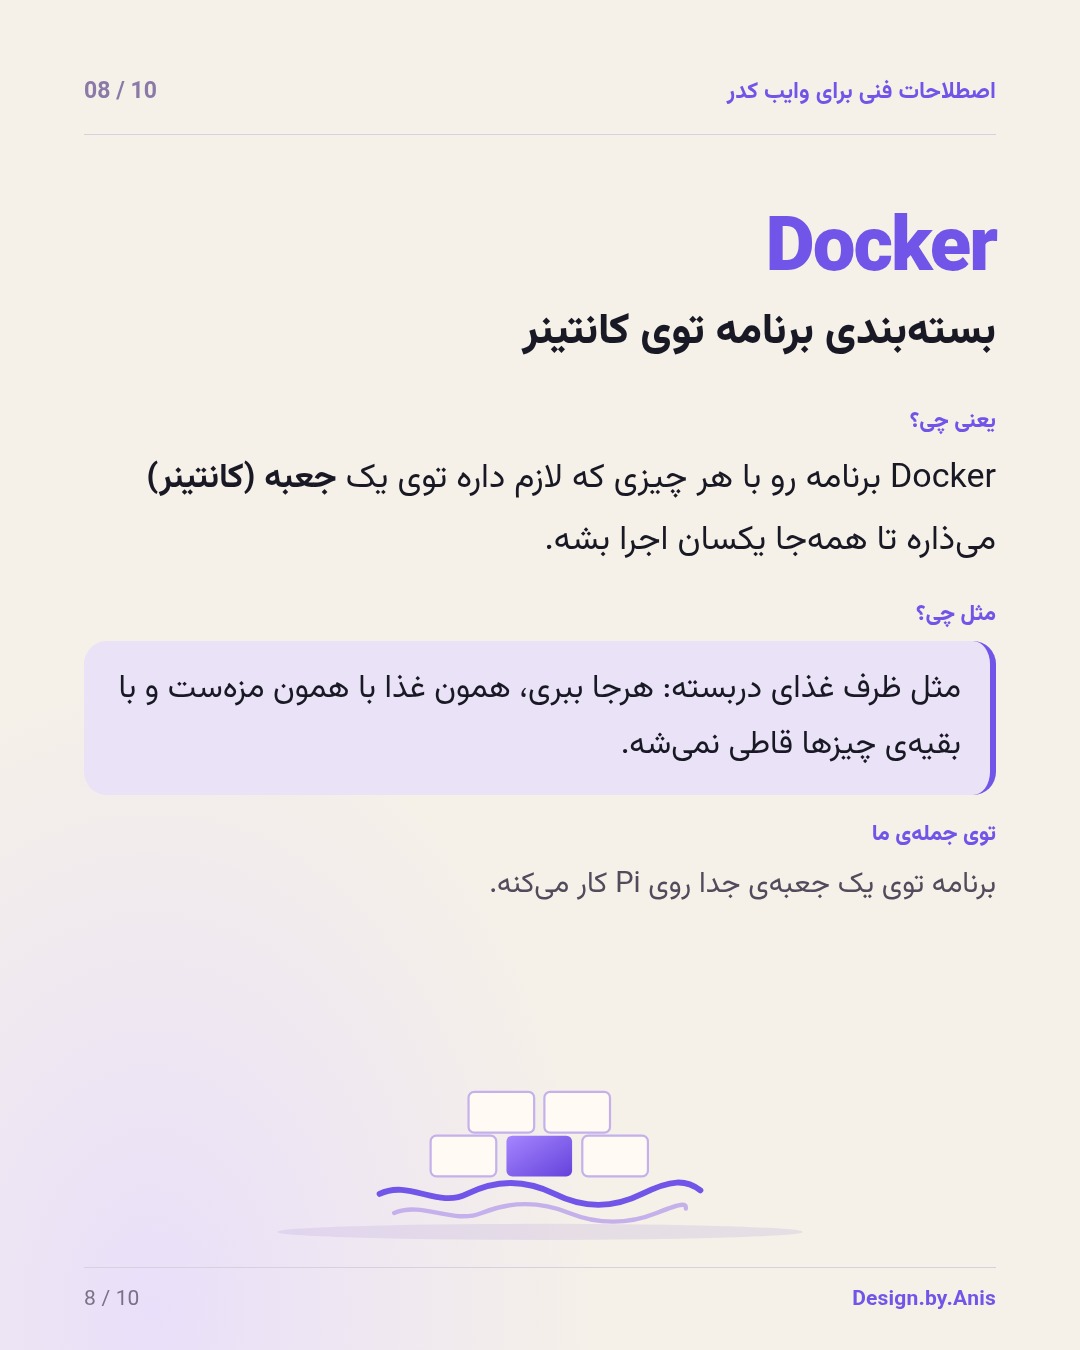 اصطلاحات فنی برای وایب کدر
08 / 10
Docker
بسته‌بندی برنامه توی کانتینر
یعنی چی؟
Docker برنامه رو با هر چیزی که لازم داره توی یک جعبه (کانتینر)
می‌ذاره تا همه‌جا یکسان اجرا بشه.
مثل چی؟
مثل ظرف غذای دربسته: هرجا ببری، همون غذا با همون مزه‌ست و با
بقیه‌ی چیزها قاطی نمی‌شه.
توی جمله‌ی ما
برنامه توی یک جعبه‌ی جدا روی Pi کار می‌کنه.
Design.by.Anis
8 / 10